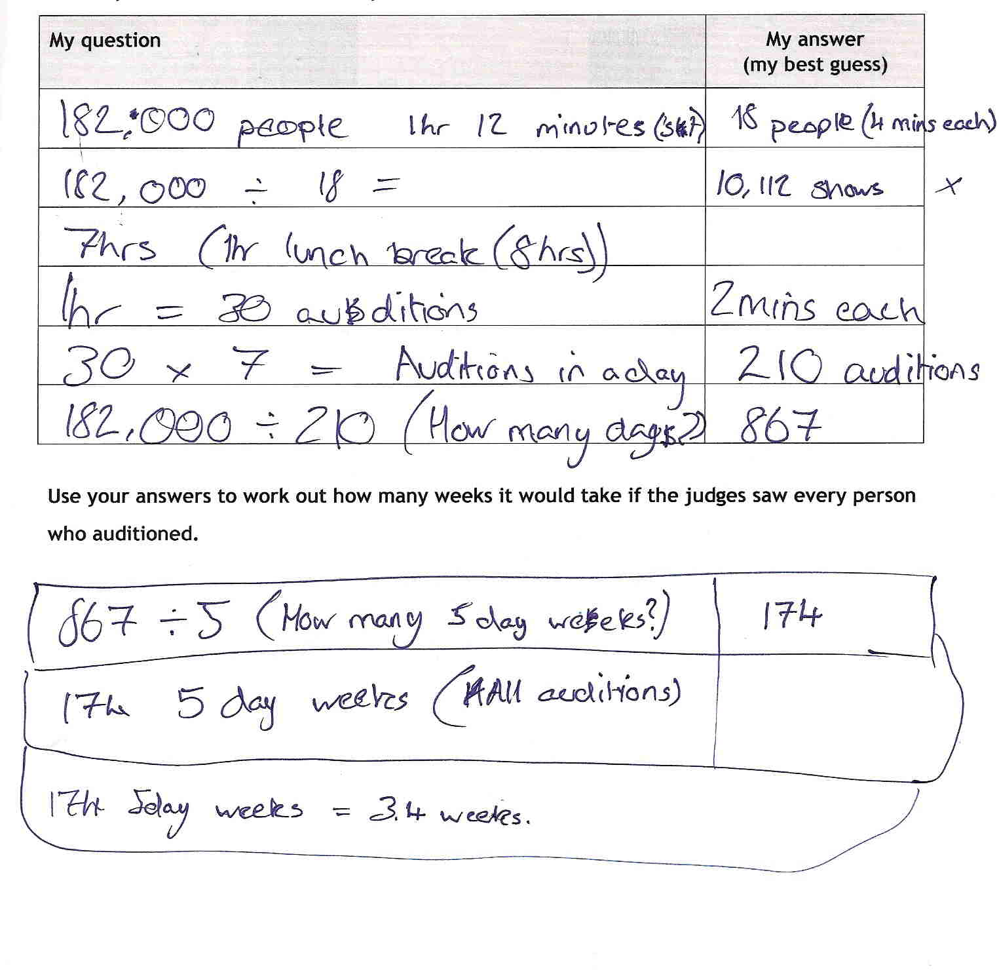 My question My answer
(my best guess)
182,000 people 1hr 12 minutes 18 people (4 mins each)
182,000 ÷ 18 = 10,112 shows x
7hrs (1hr lunch break (8hrs))
1hr = 30 auditions 2mins each
30 x 7 = Auditions in a day 210 auditions
182,000 ÷ 210 (How many days?) 867
Use your answers to work out how many weeks it would take if the judges saw every person
who auditioned.
867 ÷ 5 (How many 5 day weeks?) 174
174 5 day weeks (All auditions)
174 5day weeks = 3.4 weeks.